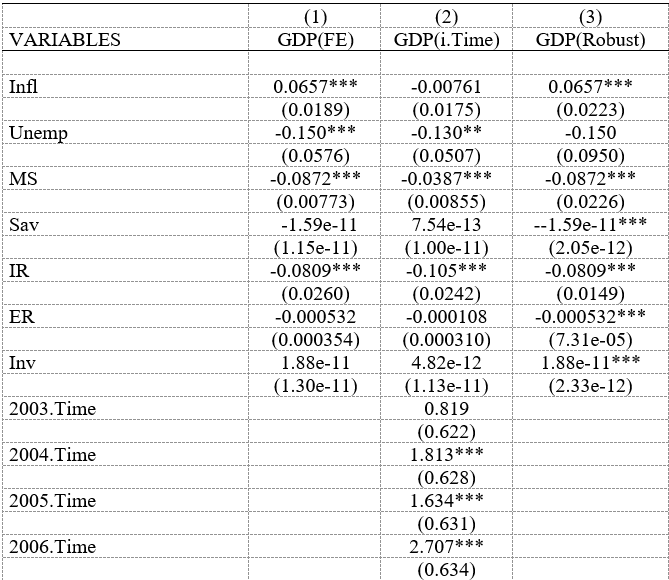 (1) (2) (3)
VARIABLES GDP(FE) GDP(i.Time) GDP(Robust)
Infl 0.0657*** -0.00761 0.0657***
(0.0189) (0.0175) (0.0223)
Unemp -0.150*** -0.130** -0.150
(0.0576) (0.0507) (0.0950)
MS -0.0872*** -0.0387*** -0.0872***
(0.00773) (0.00855) (0.0226)
Sav -1.59e-11 7.54e-13 --1.59e-11***
(1.15e-11) (1.00e-11) (2.05e-12)
IR -0.0809*** -0.105*** -0.0809***
(0.0260) (0.0242) (0.0149)
ER -0.000532 -0.000108 -0.000532***
(0.000354) (0.000310) (7.31e-05)
Inv 1.88e-11 4.82e-12 1.88e-11***
(1.30e-11) (1.13e-11) (2.33e-12)
2003.Time 0.819
(0.622)
2004.Time 1.813***
(0.628)
2005.Time 1.634***
(0.631)
2006.Time 2.707***
(0.634)